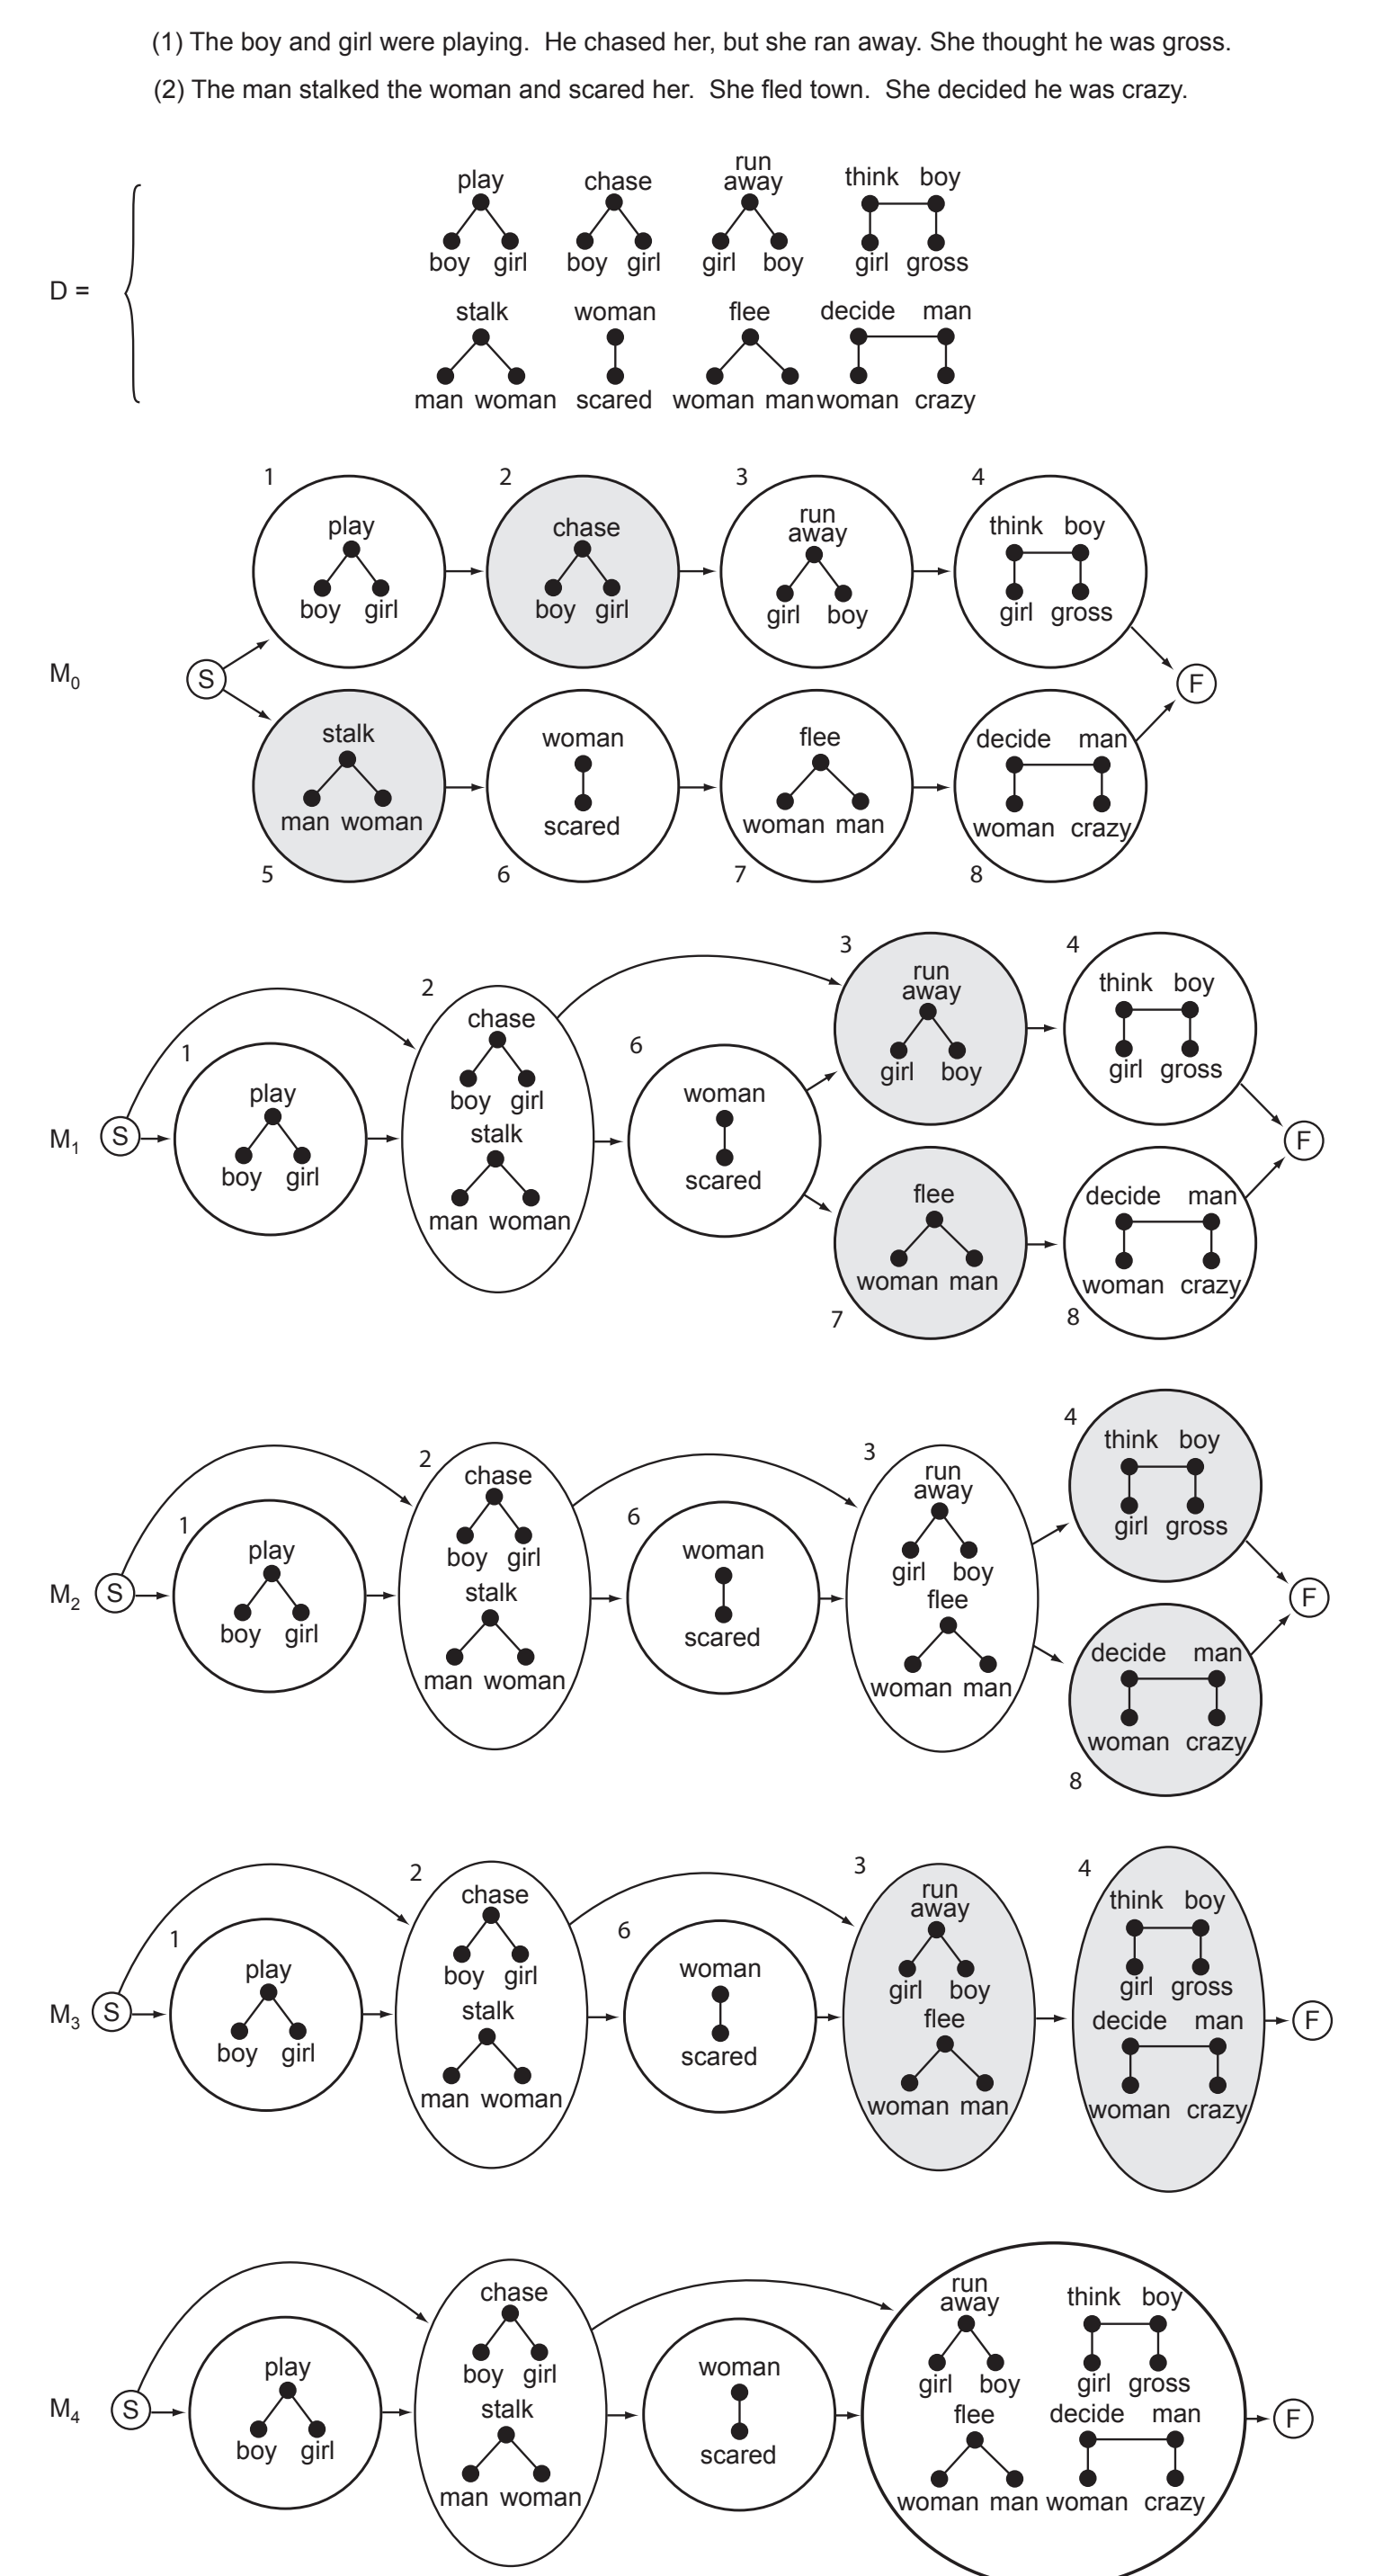 (1) The boy and girl were playing. He chased her, but she ran away. She thought he was gross.
(2) The man stalked the woman and scared her. She fled town. She decided he was crazy.
D =
play
chase
run
away
think boy
boy girl
boy girl
girl boy
girl gross
stalk
woman
flee
decide man
man woman
scared
woman man
woman crazy
M0
S
1
play
boy girl
2
chase
boy girl
3
run
away
girl boy
4
think boy
girl gross
stalk
man woman
5
woman
scared
6
flee
woman man
7
decide man
woman crazy
8
F
M1
S
1
play
boy girl
2
chase
boy girl
stalk
man woman
6
woman
scared
3
run
away
girl boy
4
think boy
girl gross
flee
woman man
7
decide man
woman crazy
8
F
M2
S
1
play
boy girl
2
chase
boy girl
stalk
man woman
6
woman
scared
3
run
away
girl boy
flee
woman man
4
think boy
girl gross
decide man
woman crazy
8
F
M3
S
1
play
boy girl
2
chase
boy girl
stalk
man woman
6
woman
scared
3
run
away
girl boy
flee
woman man
4
think boy
girl gross
decide man
woman crazy
F
M4
S
play
boy girl
chase
boy girl
stalk
man woman
woman
scared
run
away
girl boy
think boy
girl gross
flee
woman man
decide man
woman crazy
F